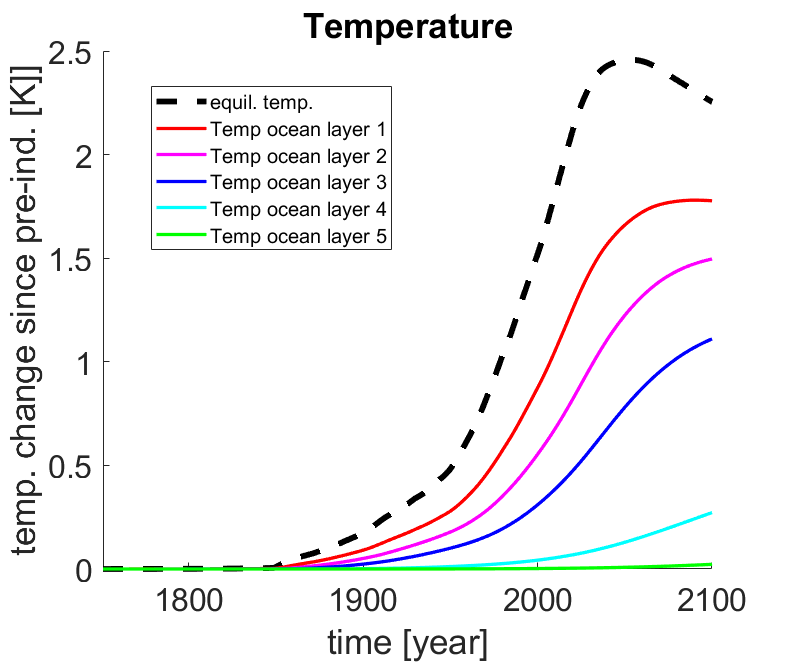 Temperature
temp. change since pre-ind. [K]]
2.5
2
1.5
1
0.5
0
equil. temp.
Temp ocean layer 1
Temp ocean layer 2
Temp ocean layer 3
Temp ocean layer 4
Temp ocean layer 5
1800 1900 2000 2100
time [year]